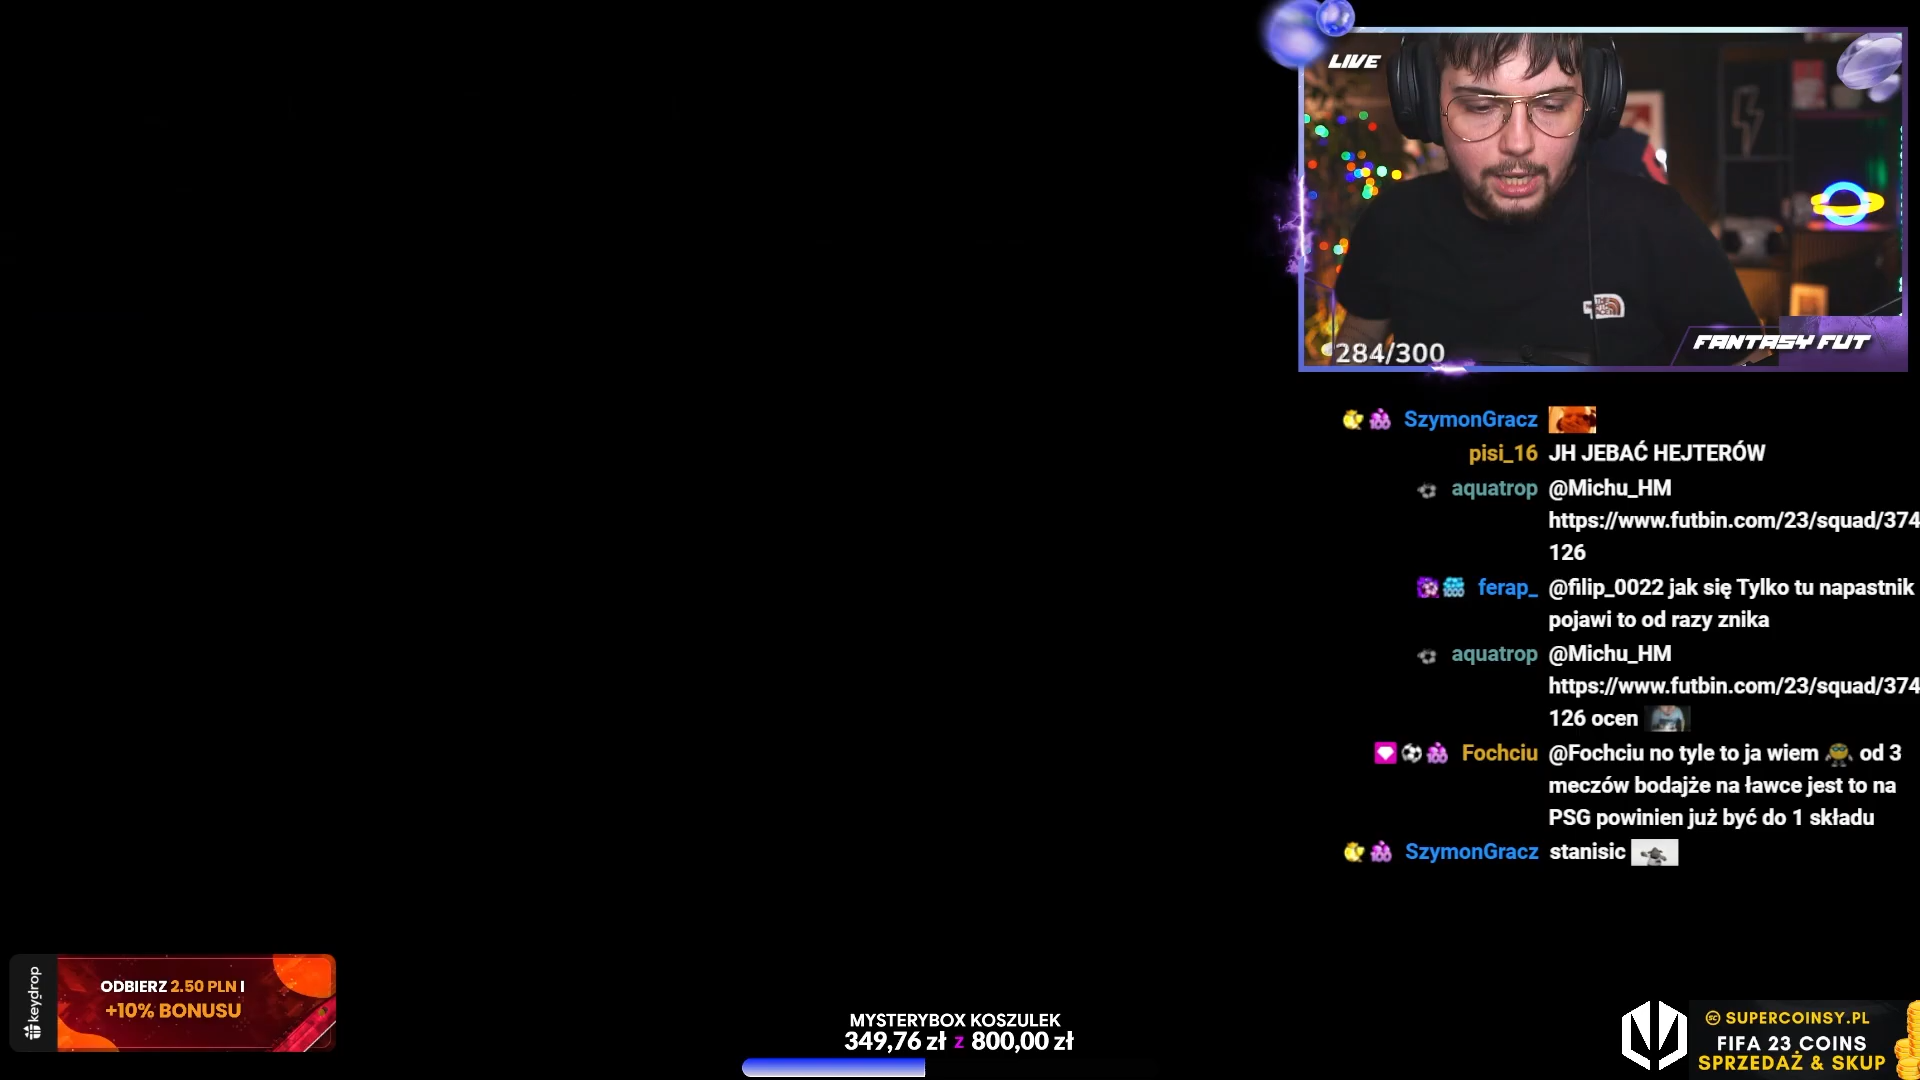 LIVE
THE NORTH FACE
284/300
FANTASY FUT
SzymonGracz
pisi_16 JH JEBAĆ HEJTERÓW
aquatrop @Michu_HM
https://www.futbin.com/23/squad/374
126
ferap_ @filip_0022 jak się Tylko tu napastnik
pojawi to od razy znika
aquatrop @Michu_HM
https://www.futbin.com/23/squad/374
126 ocen
Fochciu @Fochciu no tyle to ja wiem od 3
meczów bodajże na ławce jest to na
PSG powinien już być do 1 składu
SzymonGracz stanisic
keydrop
ODBIERZ 2.50 PLN I
+10% BONUSU
MYSTERYBOX KOSZULEK
349,76 zł z 800,00 zł
SUPERCOINSY.PL
FIFA 23 COINS
SPRZEDAŻ & SKUP